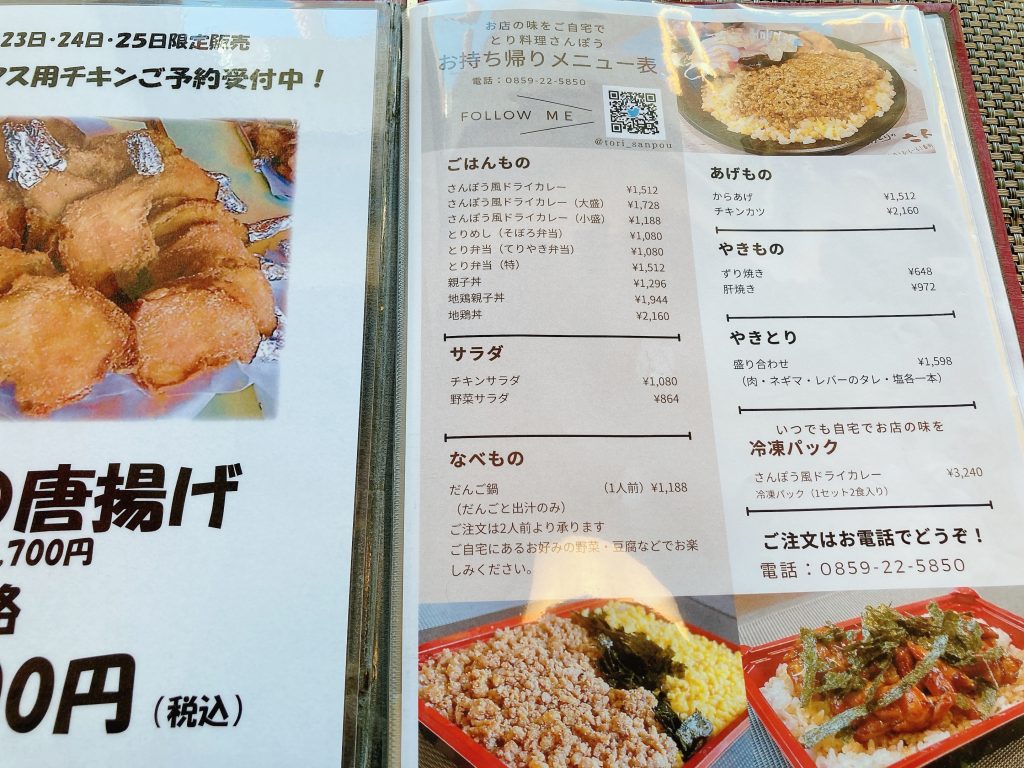 23日・24日・25日限定販売
用チキンご予約受付中！
唐揚げ
700円
格
00円（税込）
お店の味をご自宅で
とり料理さんぽう
お持ち帰りメニュー表
電話：0859-22-5850
FOLLOW ME
@tori_sanpou
ごはんもの
さんぽう風ドライカレー ¥1,512
さんぽう風ドライカレー（大盛） ¥1,728
さんぽう風ドライカレー（小盛） ¥1,188
とりめし（そぼろ弁当） ¥1,080
とり弁当（てりやき弁当） ¥1,080
とり弁当（特） ¥1,512
親子丼 ¥1,296
地鶏親子丼 ¥1,944
地鶏丼 ¥2,160
サラダ
チキンサラダ ¥1,080
野菜サラダ ¥864
なべもの
だんご鍋 （1人前）¥1,188
（だんごと出汁のみ）
ご注文は2人前より承ります
ご自宅にあるお好みの野菜・豆腐などでお楽
しみください。
あげもの
からあげ ¥1,512
チキンカツ ¥2,160
やきもの
ずり焼き ¥648
肝焼き ¥972
やきとり
盛り合わせ ¥1,598
（肉・ネギマ・レバーのタレ・塩各一本）
いつでも自宅でお店の味を
冷凍パック
さんぽう風ドライカレー ¥3,240
冷凍パック（1セット2食入り）
ご注文はお電話でどうぞ！
電話：0859-22-5850